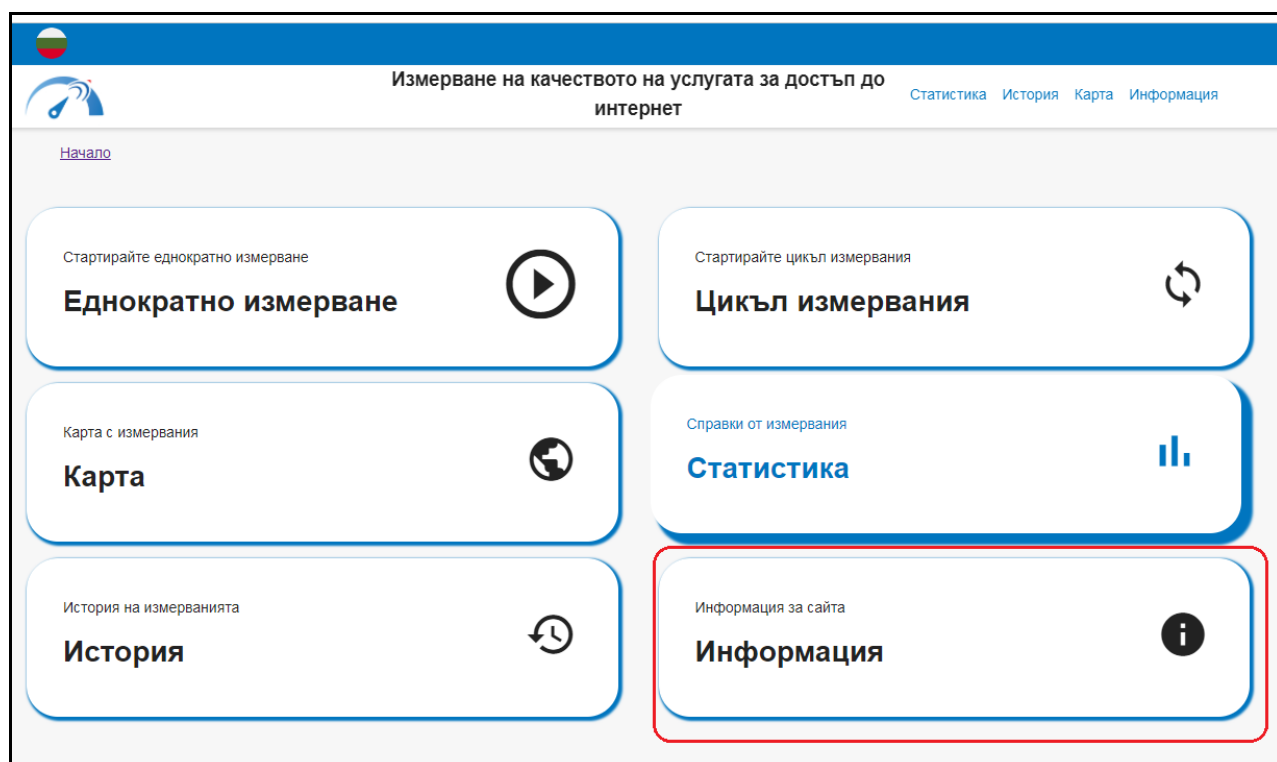 Измерване на качеството на услугата за достъп до
интернет
Статистика История Карта Информация
Начало
Стартирайте еднократно измерване
Еднократно измерване
Стартирайте цикъл измервания
Цикъл измервания
Карта с измервания
Карта
Справки от измервания
Статистика
История на измерванията
История
Информация за сайта
Информация